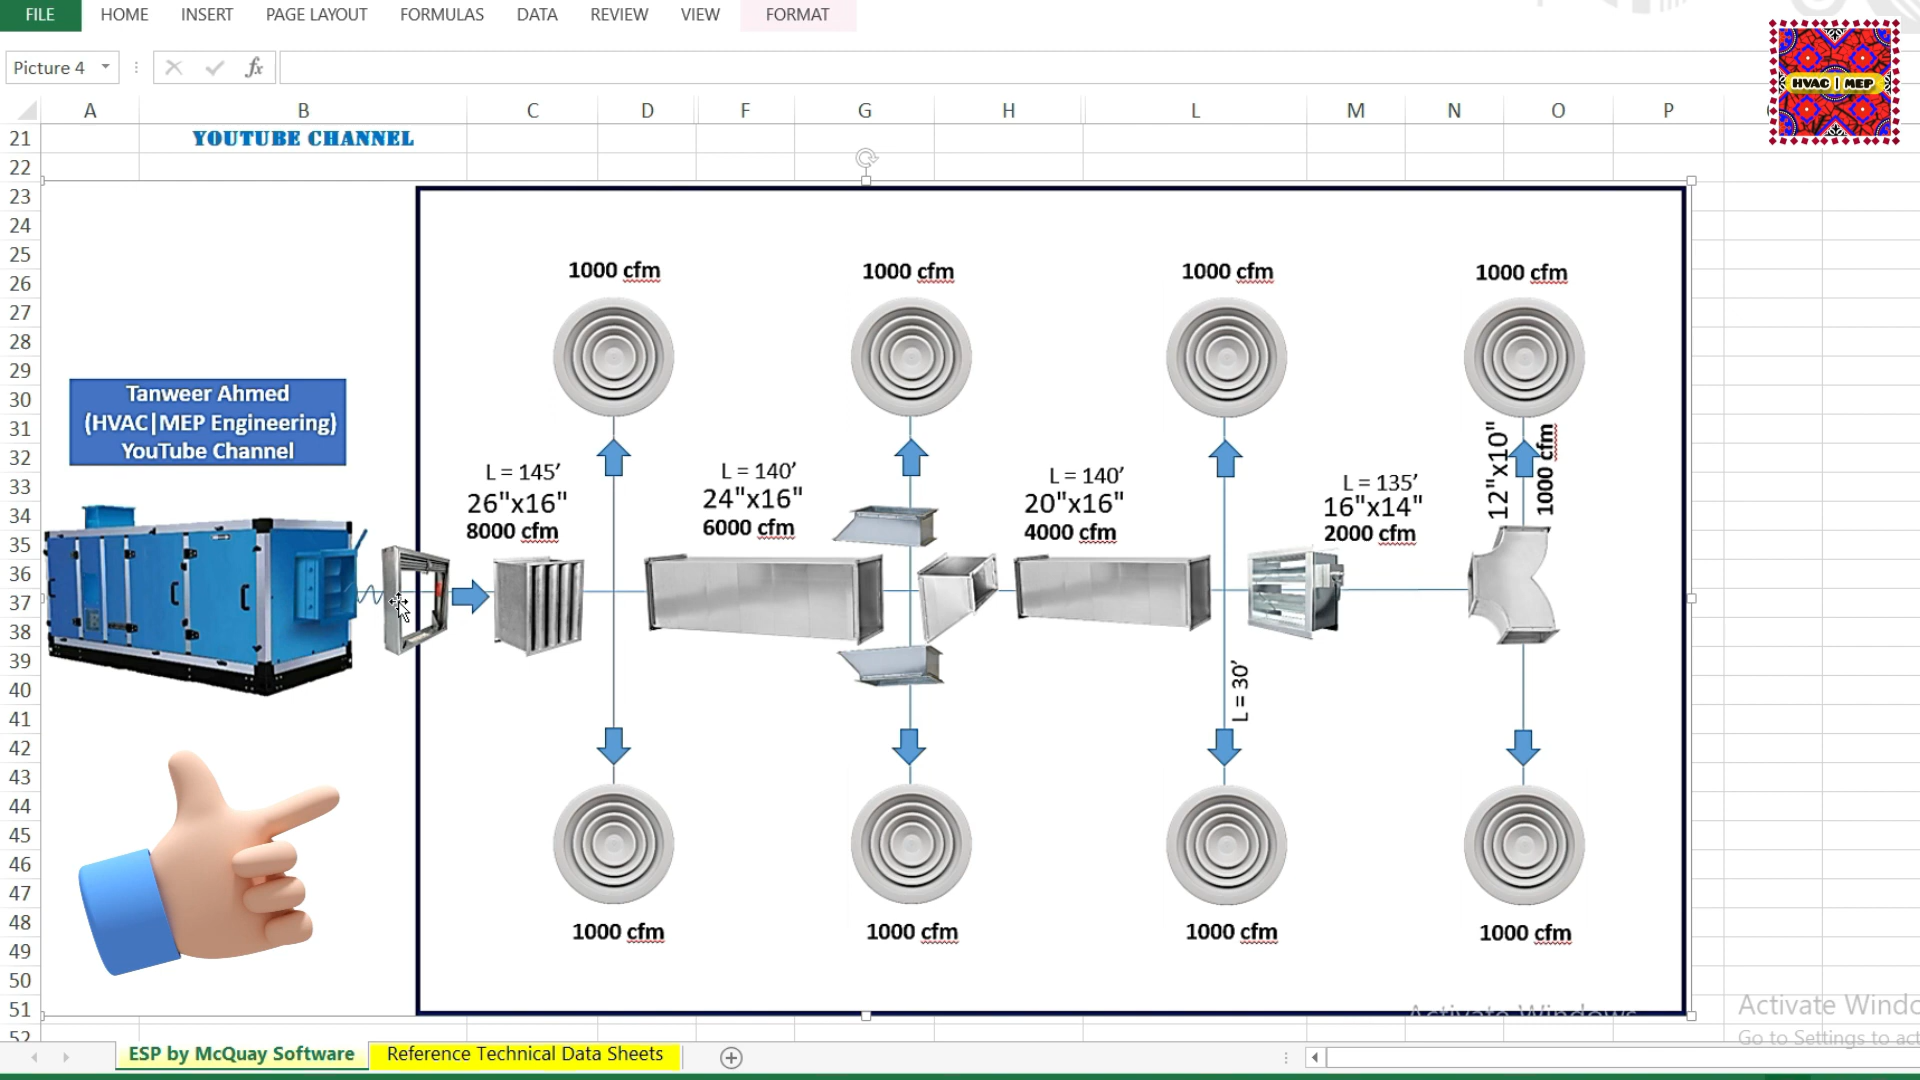 FILE HOME INSERT PAGE LAYOUT FORMULAS DATA REVIEW VIEW FORMAT
Picture 4 fx
HVAC | MEP
A B C D F G H L M N O P
21 YOUTUBE CHANNEL
22
23
24
25
26
27
28
29
30
31
32
33
34
35
36
37
38
39
40
41
42
43
44
45
46
47
48
49
50
51
52
1000 cfm 1000 cfm 1000 cfm 1000 cfm
Tanweer Ahmed
(HVAC|MEP Engineering)
YouTube Channel
L = 145’
26"x16"
8000 cfm
L = 140’
24"x16"
6000 cfm
L = 140’
20"x16"
4000 cfm
L = 135’
16"x14"
2000 cfm
12"x10"
1000 cfm
L = 30’
1000 cfm 1000 cfm 1000 cfm 1000 cfm
Activate Windows
Activate Windo
Go to Settings to act
ESP by McQuay Software Reference Technical Data Sheets